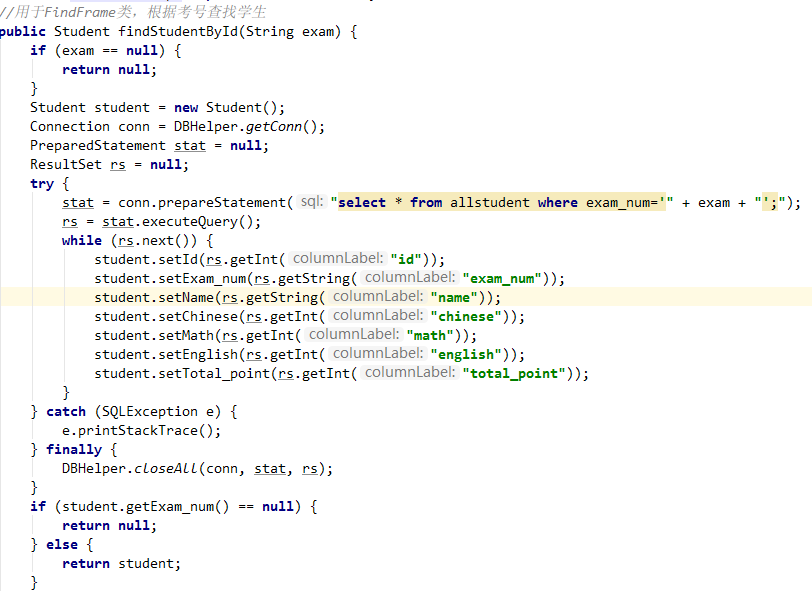 //用于FindFrame类，根据考号查找学生
public Student findStudentById(String exam) {
if (exam == null) {
return null;
}
Student student = new Student();
Connection conn = DBHelper.getConn();
PreparedStatement stat = null;
ResultSet rs = null;
try {
stat = conn.prepareStatement( sql: "select * from allstudent where exam_num='" + exam + "';");
rs = stat.executeQuery();
while (rs.next()) {
student.setId(rs.getInt( columnLabel: "id"));
student.setExam_num(rs.getString( columnLabel: "exam_num"));
student.setName(rs.getString( columnLabel: "name"));
student.setChinese(rs.getInt( columnLabel: "chinese"));
student.setMath(rs.getInt( columnLabel: "math"));
student.setEnglish(rs.getInt( columnLabel: "english"));
student.setTotal_point(rs.getInt( columnLabel: "total_point"));
}
} catch (SQLException e) {
e.printStackTrace();
} finally {
DBHelper.closeAll(conn, stat, rs);
}
if (student.getExam_num() == null) {
return null;
} else {
return student;
}